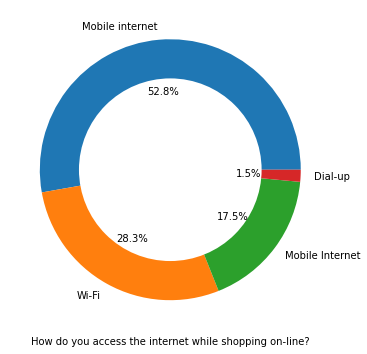 Mobile internet
52.8%
1.5%
Dial-up
17.5%
28.3%
Mobile Internet
Wi-Fi
How do you access the internet while shopping on-line?